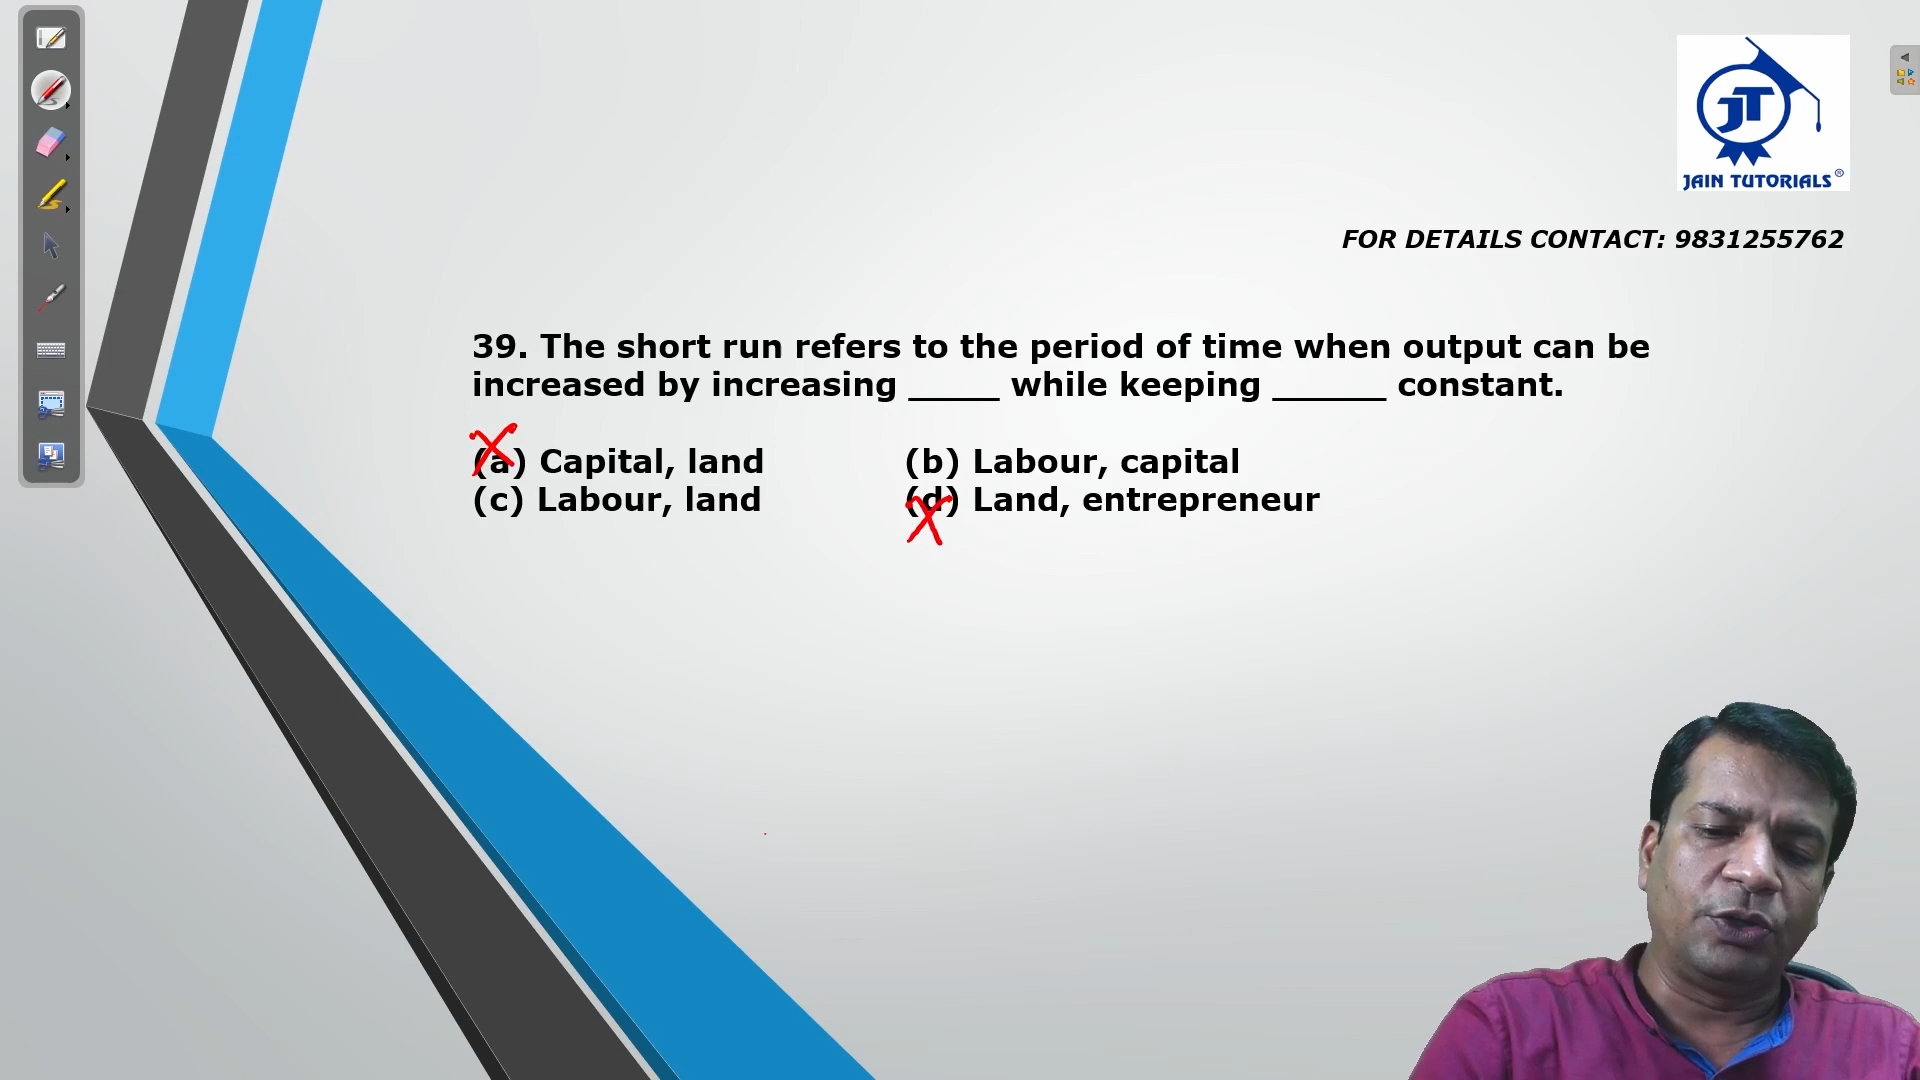 JT
JAIN TUTORIALS®
FOR DETAILS CONTACT: 9831255762
39. The short run refers to the period of time when output can be
increased by increasing _____ while keeping ______ constant.
(a) Capital, land (b) Labour, capital
(c) Labour, land (d) Land, entrepreneur